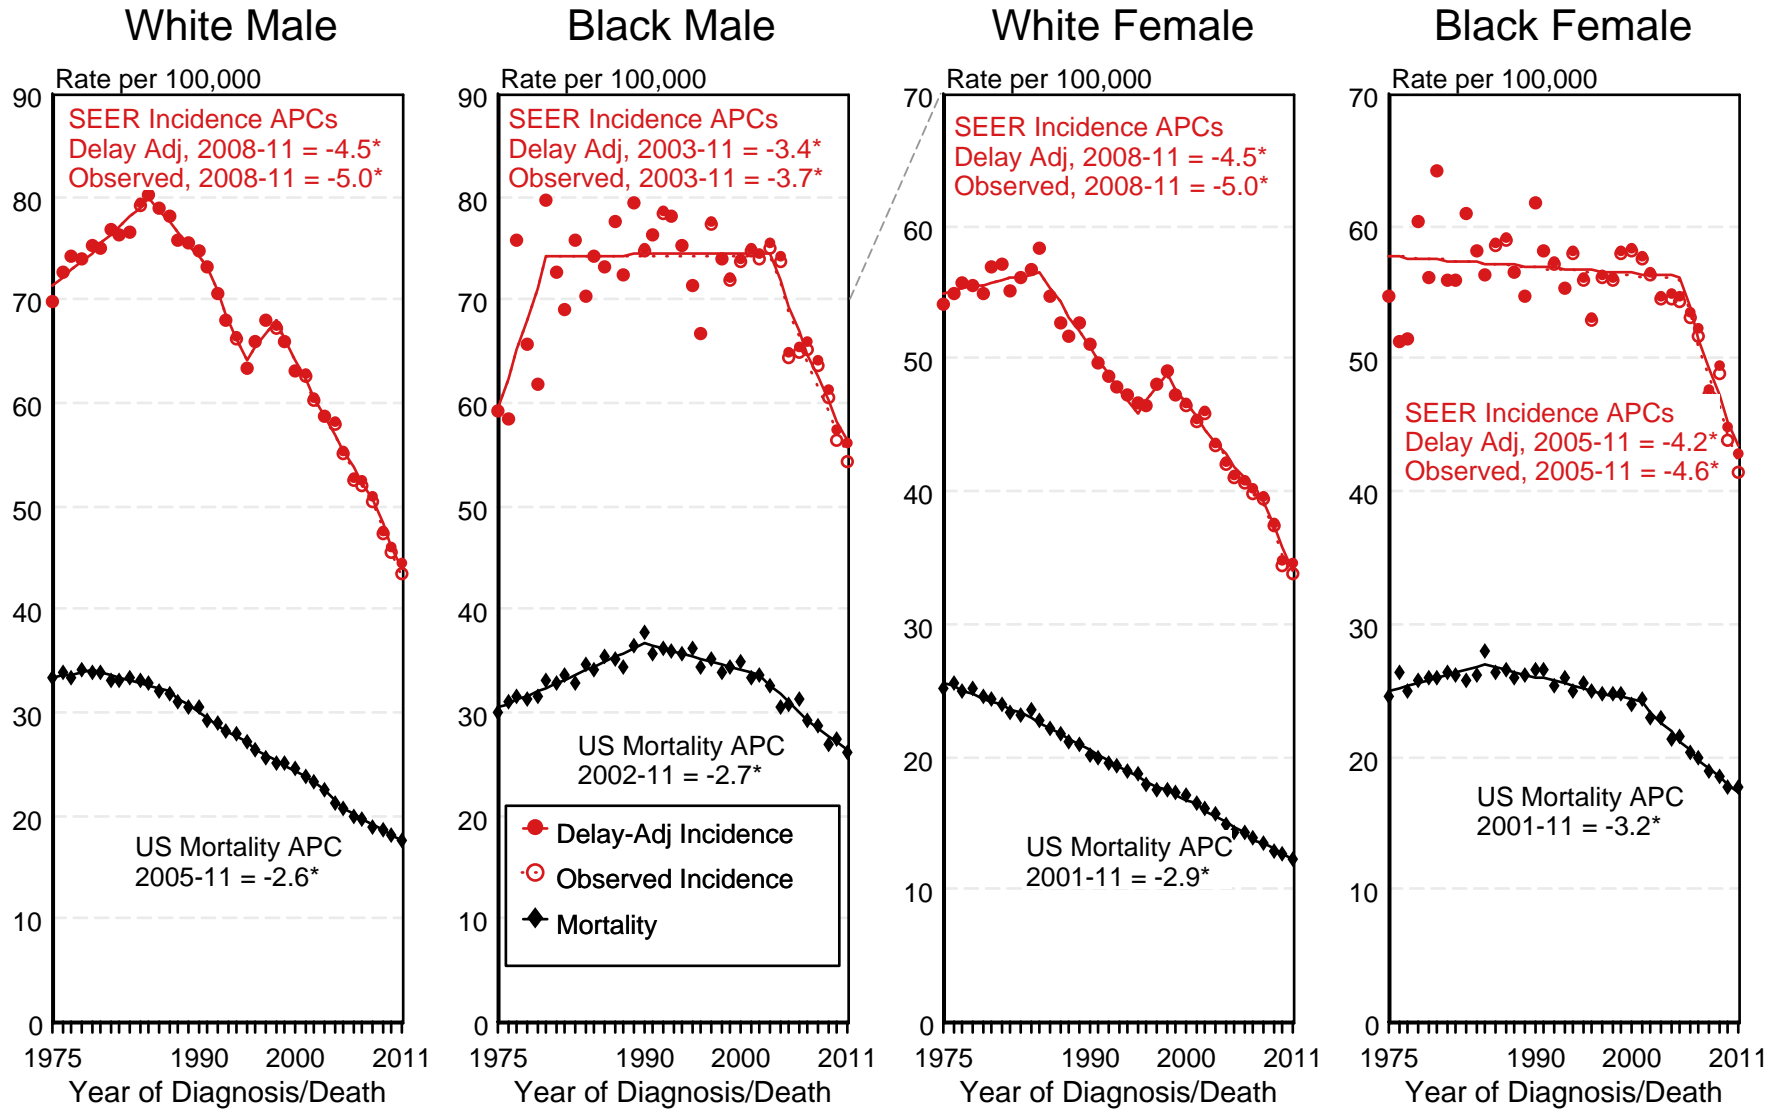 White Male
Black Male
White Female
Black Female
Rate per 100,000
90
80
70
60
50
40
30
20
10
0
SEER Incidence APCs
Delay Adj, 2008-11 = -4.5*
Observed, 2008-11 = -5.0*
US Mortality APC
2005-11 = -2.6*
1975
1990
2000
2011
Year of Diagnosis/Death
Rate per 100,000
90
80
70
60
50
40
30
20
10
0
SEER Incidence APCs
Delay Adj, 2003-11 = -3.4*
Observed, 2003-11 = -3.7*
US Mortality APC
2002-11 = -2.7*
Delay-Adj Incidence
Observed Incidence
Mortality
1975
1990
2000
2011
Year of Diagnosis/Death
Rate per 100,000
70
60
50
40
30
20
10
0
SEER Incidence APCs
Delay Adj, 2008-11 = -4.5*
Observed, 2008-11 = -5.0*
US Mortality APC
2001-11 = -2.9*
1975
1990
2000
2011
Year of Diagnosis/Death
Rate per 100,000
70
60
50
40
30
20
10
0
SEER Incidence APCs
Delay Adj, 2005-11 = -4.2*
Observed, 2005-11 = -4.6*
US Mortality APC
2001-11 = -3.2*
1975
1990
2000
2011
Year of Diagnosis/Death